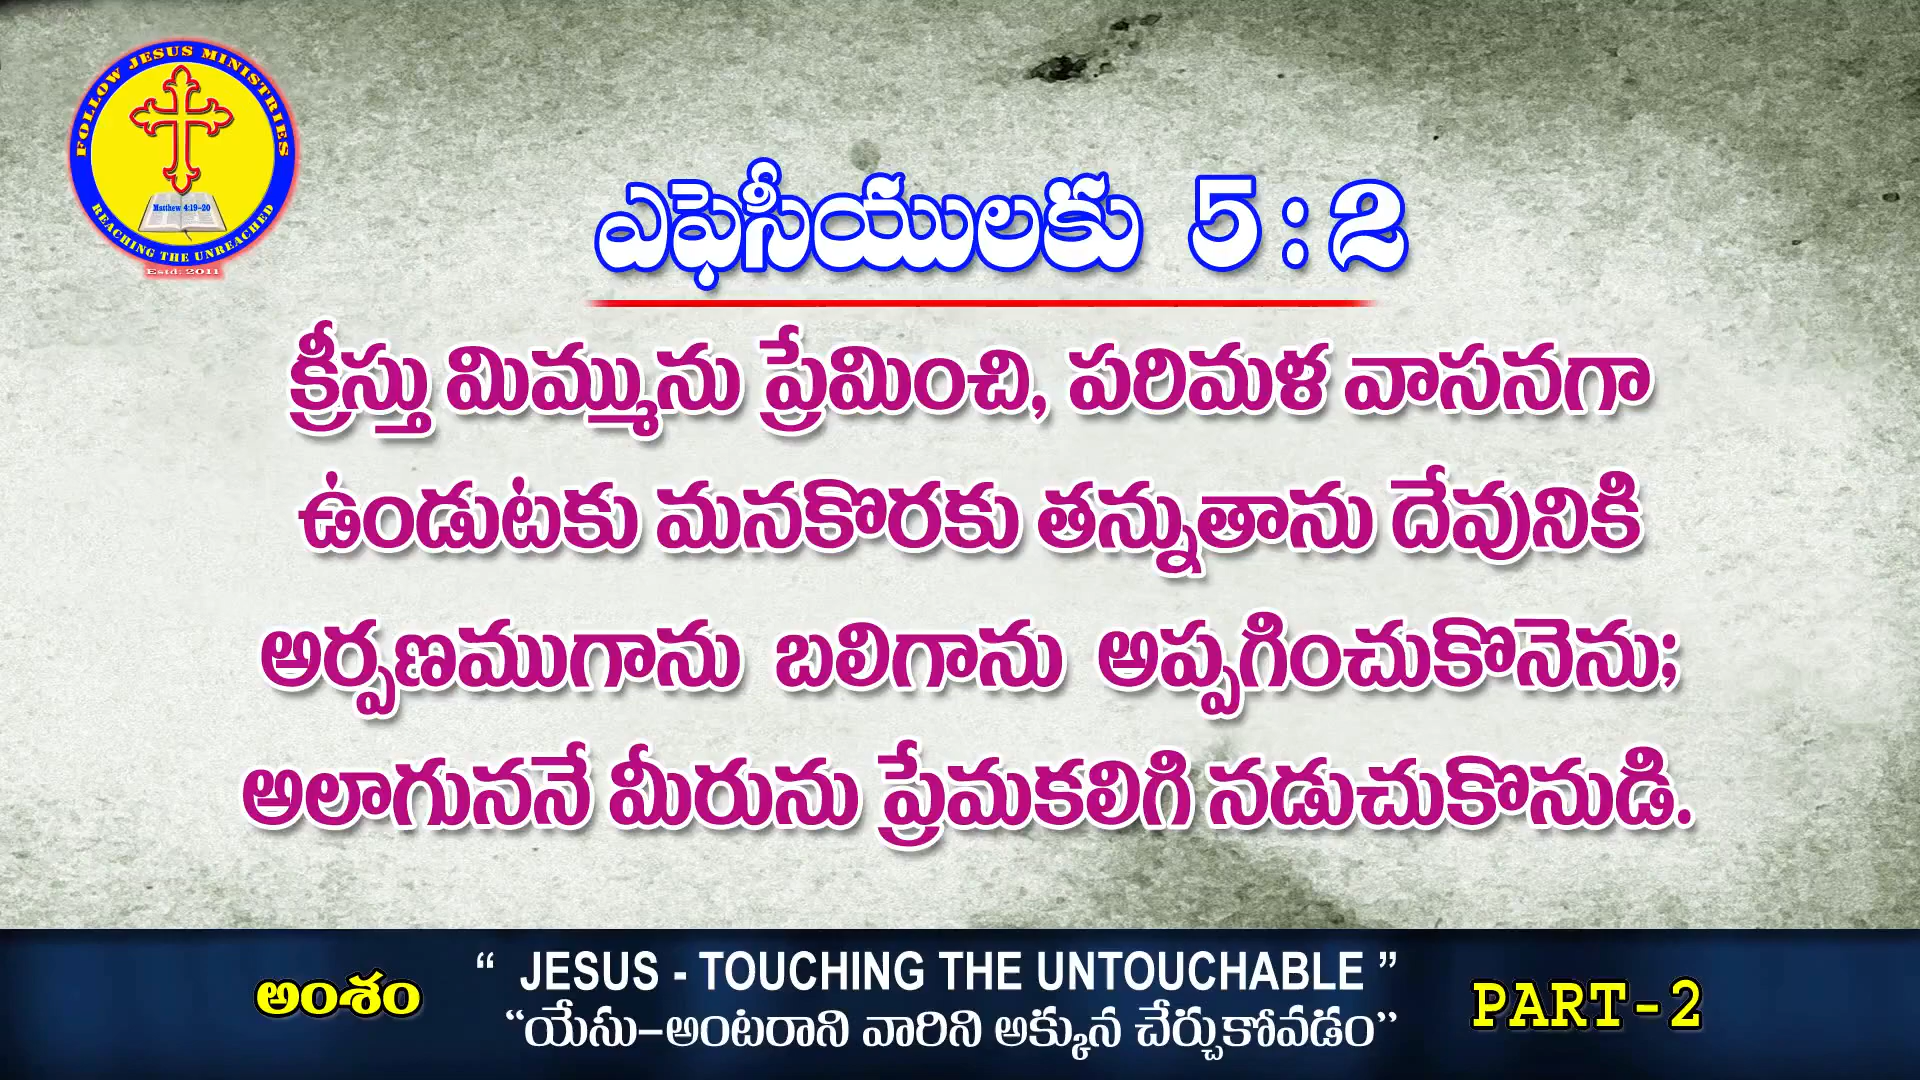 FOLLOW JESUS MINISTRIES
Matthew 4:19-20
REACHING THE UNREACHED
Estd: 2011
ఎఫెసీయులకు 5:2
క్రీస్తు మిమ్మును ప్రేమించి, పరిమళ వాసనగా
ఉండుటకు మనకొరకు తన్నుతాను దేవునికి
అర్పణముగాను బలిగాను అప్పగించుకొనెను;
అలాగుననే మీరును ప్రేమకలిగి నడుచుకొనుడి.
అంశం
“ JESUS - TOUCHING THE UNTOUCHABLE ”
“యేసు–అంటరాని వారిని అక్కున చేర్చుకోవడం”
PART-2